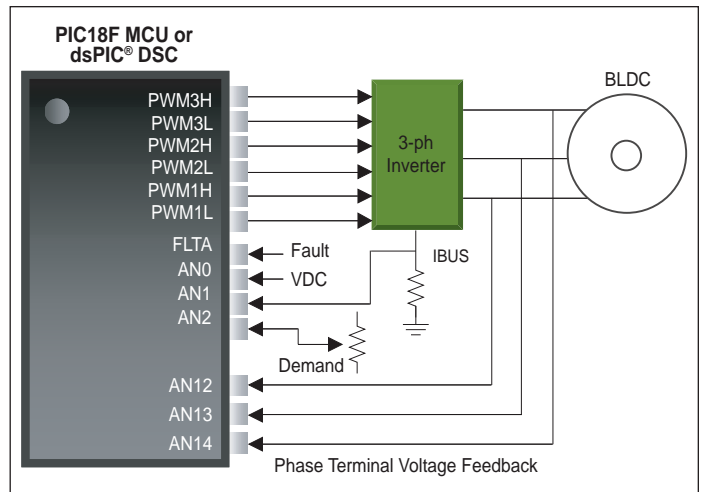 PIC18F MCU or
dsPIC® DSC
PWM3H
PWM3L
PWM2H
PWM2L
PWM1H
PWM1L
FLTA
AN0
AN1
AN2
AN12
AN13
AN14
3-ph
Inverter
BLDC
Fault
VDC
IBUS
Demand
Phase Terminal Voltage Feedback